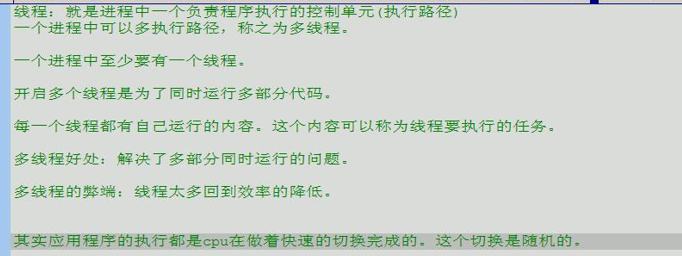 线程：就是进程中一个负责程序执行的控制单元(执行路径)
一个进程中可以多执行路径，称之为多线程。
一个进程中至少要有一个线程。
开启多个线程是为了同时运行多部分代码。
每一个线程都有自己运行的内容。这个内容可以称为线程要执行的任务。
多线程好处：解决了多部分同时运行的问题。
多线程的弊端：线程太多回到效率的降低。
其实应用程序的执行都是cpu在做着快速的切换完成的。这个切换是随机的。